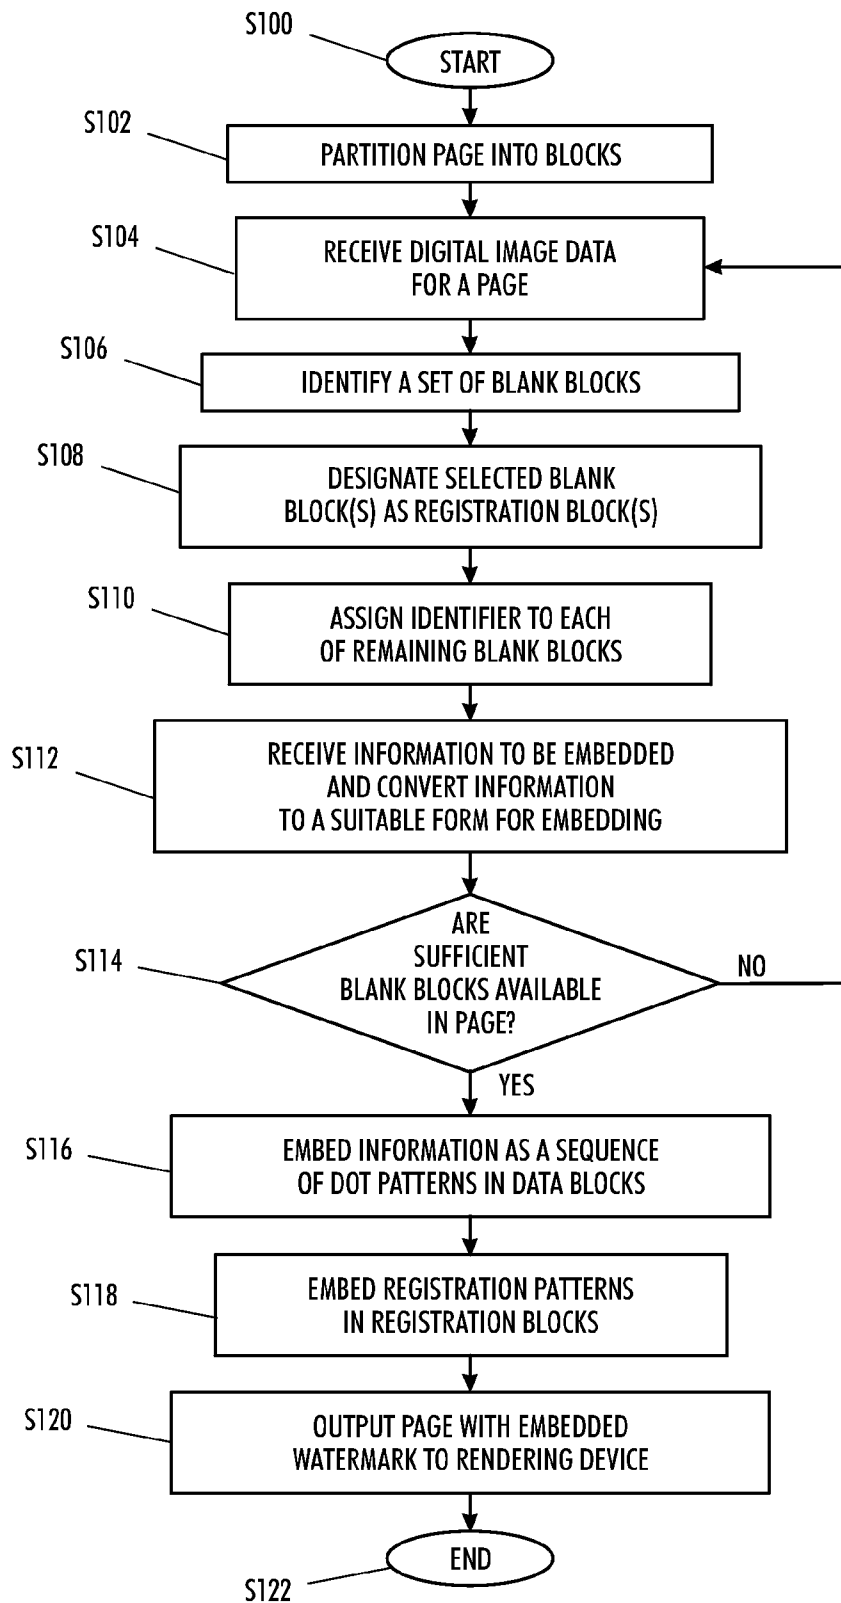 S100
START
S102
PARTITION PAGE INTO BLOCKS
S104
RECEIVE DIGITAL IMAGE DATA
FOR A PAGE
S106
IDENTIFY A SET OF BLANK BLOCKS
S108
DESIGNATE SELECTED BLANK
BLOCK(S) AS REGISTRATION BLOCK(S)
S110
ASSIGN IDENTIFIER TO EACH
OF REMAINING BLANK BLOCKS
S112
RECEIVE INFORMATION TO BE EMBEDDED
AND CONVERT INFORMATION
TO A SUITABLE FORM FOR EMBEDDING
S114
ARE
SUFFICIENT
BLANK BLOCKS AVAILABLE
IN PAGE?
NO
YES
S116
EMBED INFORMATION AS A SEQUENCE
OF DOT PATTERNS IN DATA BLOCKS
S118
EMBED REGISTRATION PATTERNS
IN REGISTRATION BLOCKS
S120
OUTPUT PAGE WITH EMBEDDED
WATERMARK TO RENDERING DEVICE
END
S122